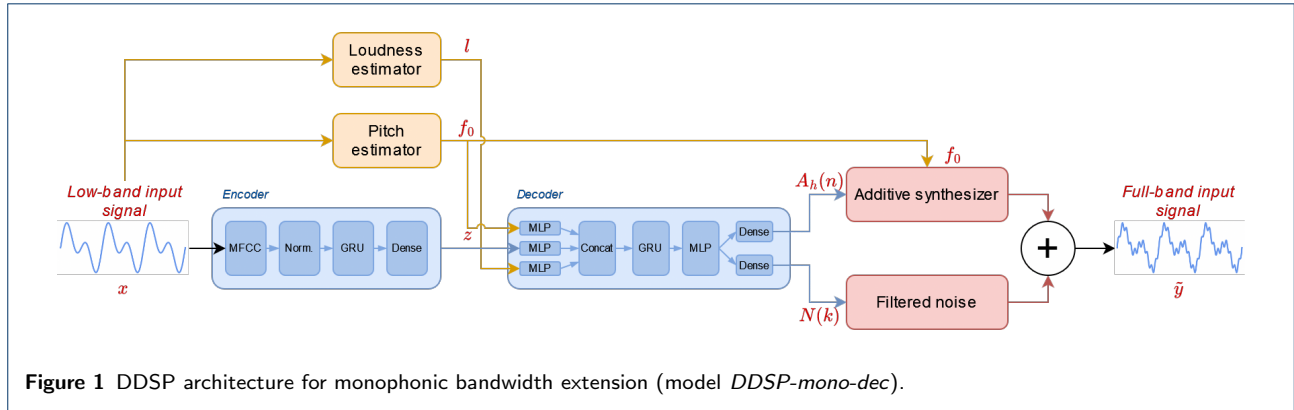 Loudness
estimator
l
Pitch
estimator
f₀
f₀
Low-band input
signal
x
Encoder
MFCC
Norm.
GRU
Dense
z
Decoder
MLP
MLP
MLP
Concat
GRU
MLP
Dense
Dense
Aₕ(n)
N(k)
Additive synthesizer
Filtered noise
+
Full-band input
signal
ỹ
Figure 1 DDSP architecture for monophonic bandwidth extension (model DDSP-mono-dec).